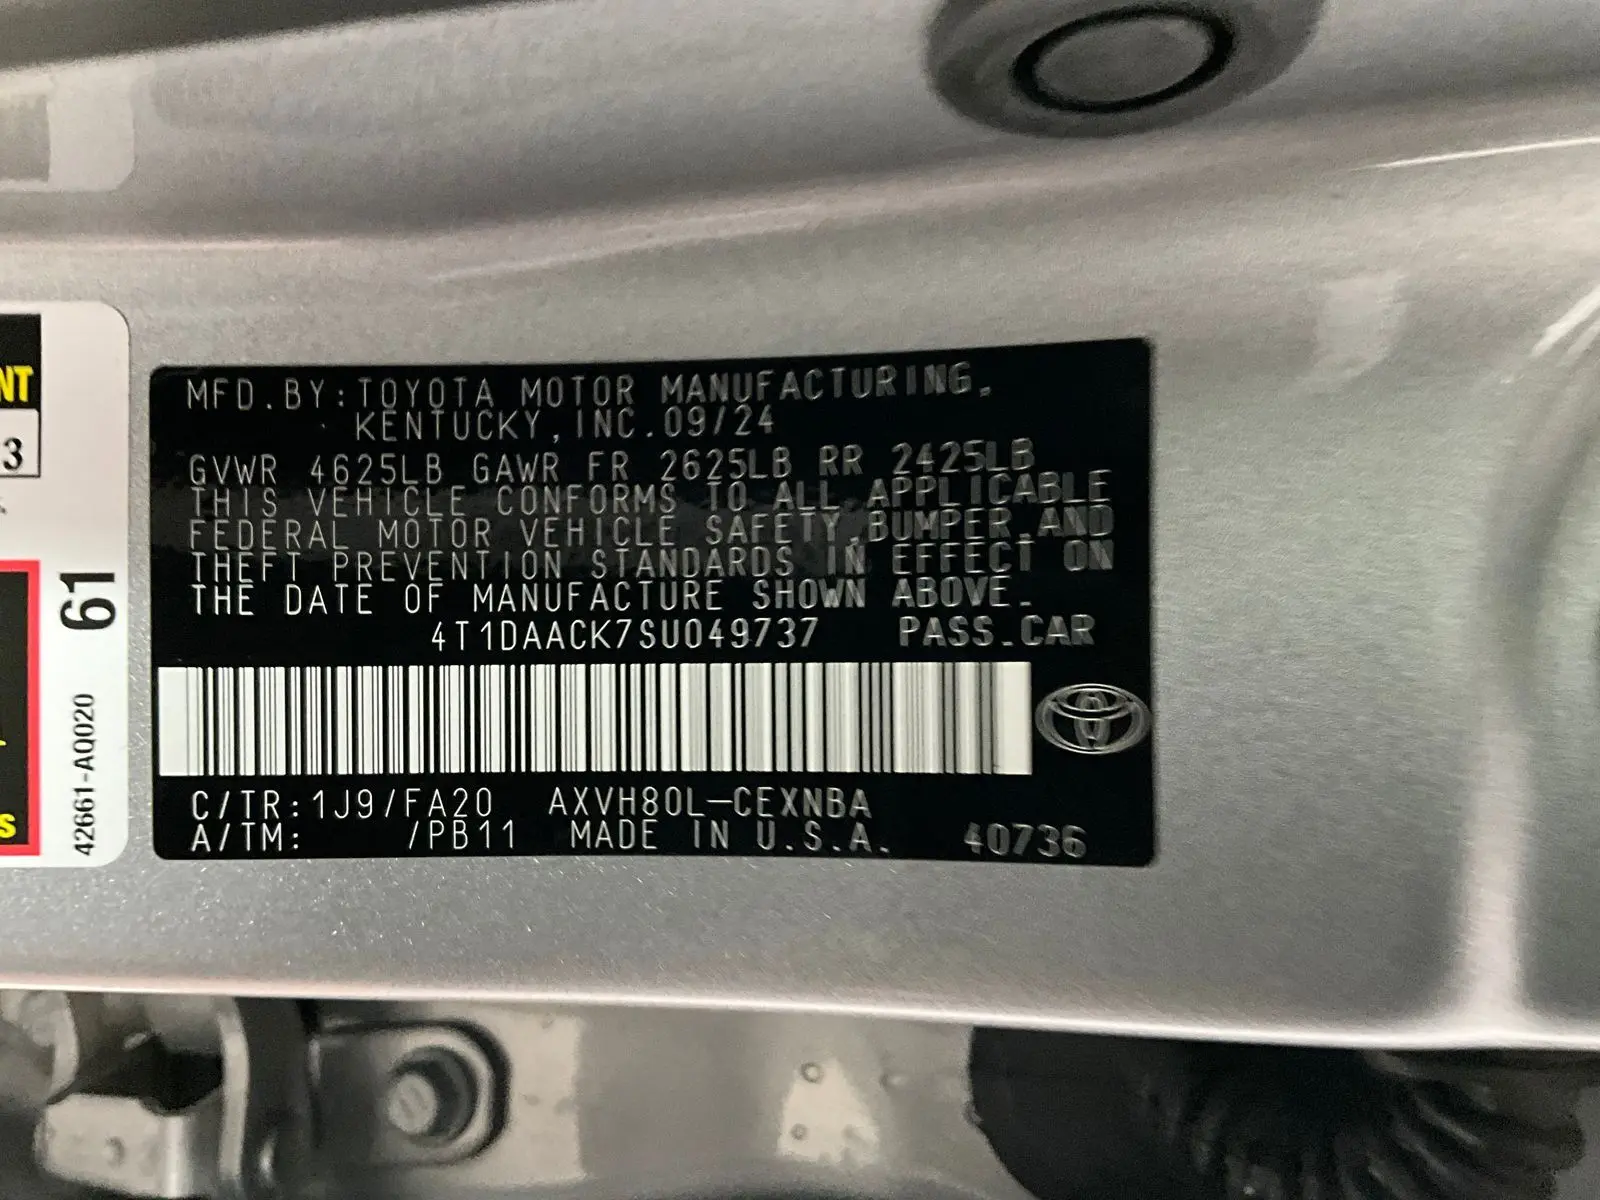 MFD.BY:TOYOTA MOTOR MANUFACTURING,
KENTUCKY,INC.09/24
GVWR 4625LB GAWR FR 2625LB RR 2425LB
THIS VEHICLE CONFORMS TO ALL APPLICABLE
FEDERAL MOTOR VEHICLE SAFETY,BUMPER,AND
THEFT PREVENTION STANDARDS IN EFFECT ON
THE DATE OF MANUFACTURE SHOWN ABOVE.
4T1DAACK7SU049737 PASS.CAR
C/TR:1J9/FA20 AXVH80L-CEXNBA
A/TM: /PB11 MADE IN U.S.A. 40736
NT
3
61
42661-AQ020
S